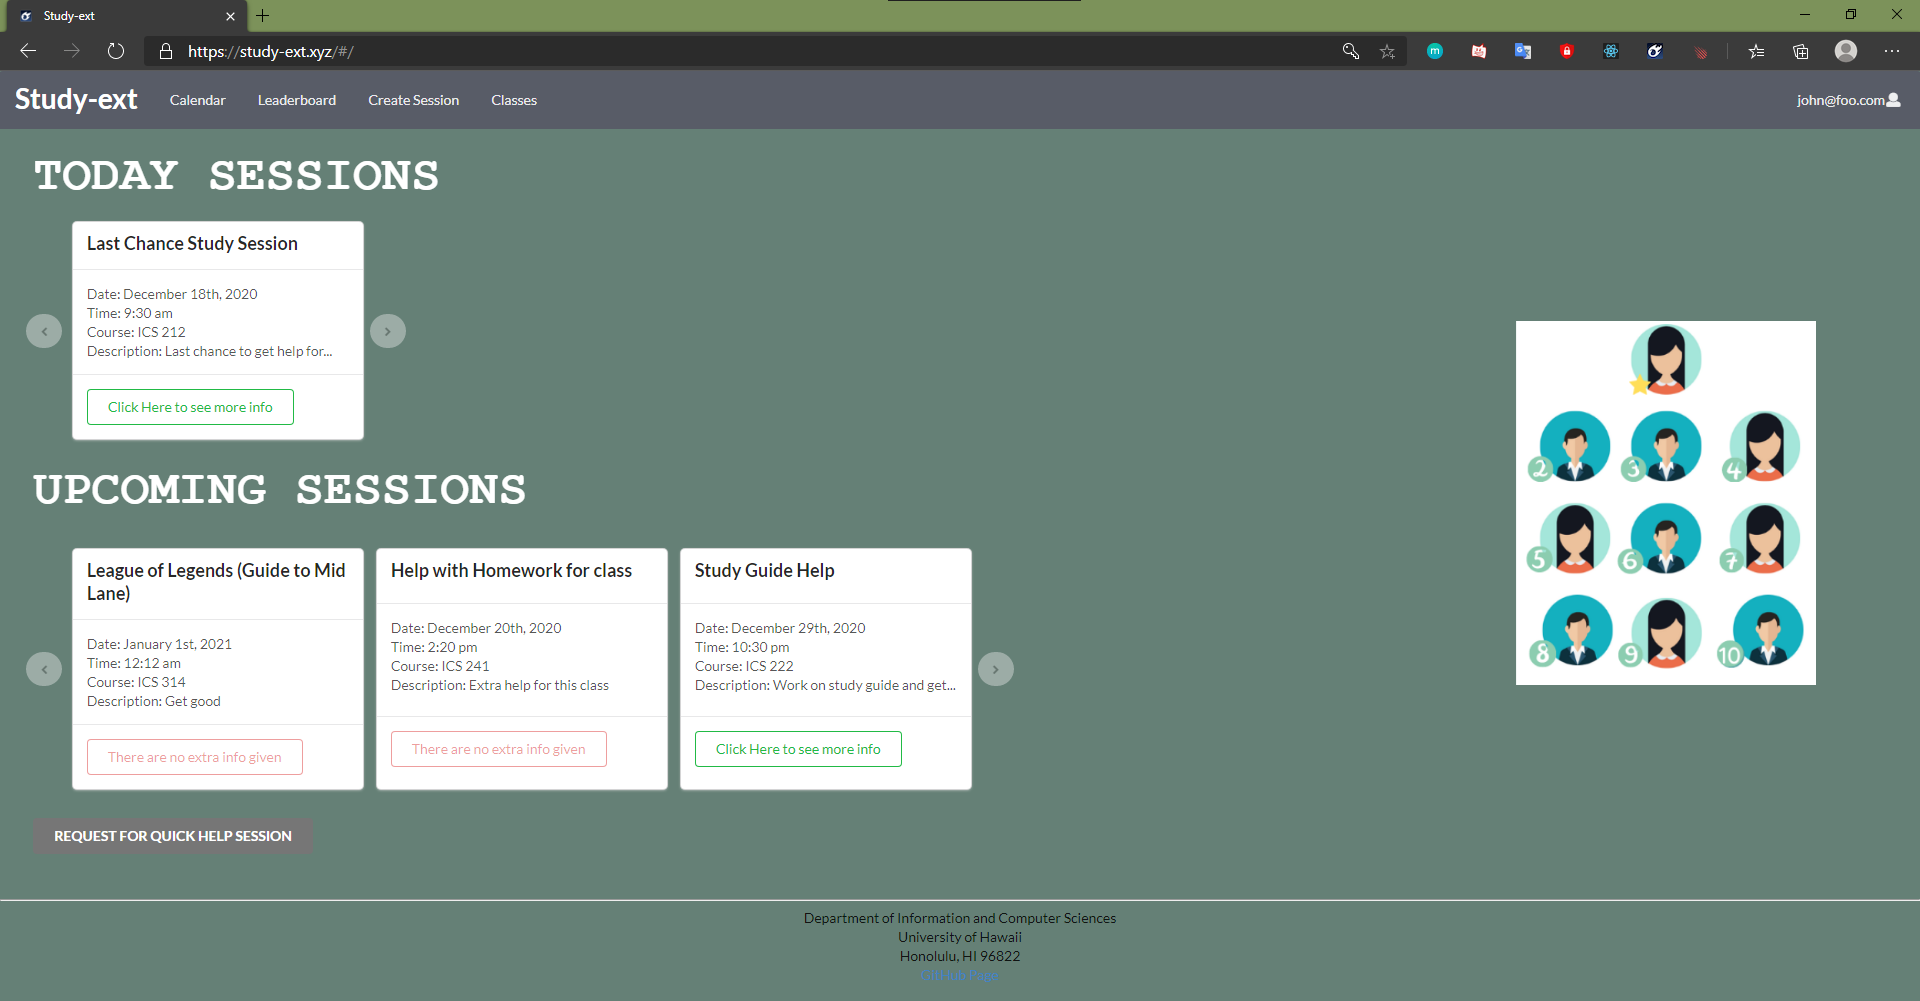 Study-ext
https://study-ext.xyz/#/
Study-ext Calendar Leaderboard Create Session Classes john@foo.com
TODAY SESSIONS
Last Chance Study Session
Date: December 18th, 2020
Time: 9:30 am
Course: ICS 212
Description: Last chance to get help for...
Click Here to see more info
UPCOMING SESSIONS
League of Legends (Guide to Mid
Lane)
Date: January 1st, 2021
Time: 12:12 am
Course: ICS 314
Description: Get good
There are no extra info given
Help with Homework for class
Date: December 20th, 2020
Time: 2:20 pm
Course: ICS 241
Description: Extra help for this class
There are no extra info given
Study Guide Help
Date: December 29th, 2020
Time: 10:30 pm
Course: ICS 222
Description: Work on study guide and get...
Click Here to see more info
2 3 4
5 6 7
8 9 10
REQUEST FOR QUICK HELP SESSION
Department of Information and Computer Sciences
University of Hawaii
Honolulu, HI 96822